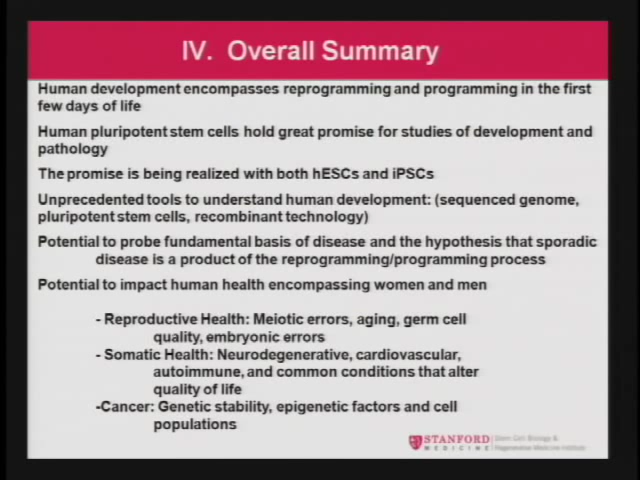 IV. Overall Summary
Human development encompasses reprogramming and programming in the first
few days of life
Human pluripotent stem cells hold great promise for studies of development and
pathology
The promise is being realized with both hESCs and iPSCs
Unprecedented tools to understand human development: (sequenced genome,
pluripotent stem cells, recombinant technology)
Potential to probe fundamental basis of disease and the hypothesis that sporadic
disease is a product of the reprogramming/programming process
Potential to impact human health encompassing women and men
- Reproductive Health: Meiotic errors, aging, germ cell
quality, embryonic errors
- Somatic Health: Neurodegenerative, cardiovascular,
autoimmune, and common conditions that alter
quality of life
-Cancer: Genetic stability, epigenetic factors and cell
populations
STANFORD
MEDICINE
Stem Cell Biology &
Regenerative Medicine Institute